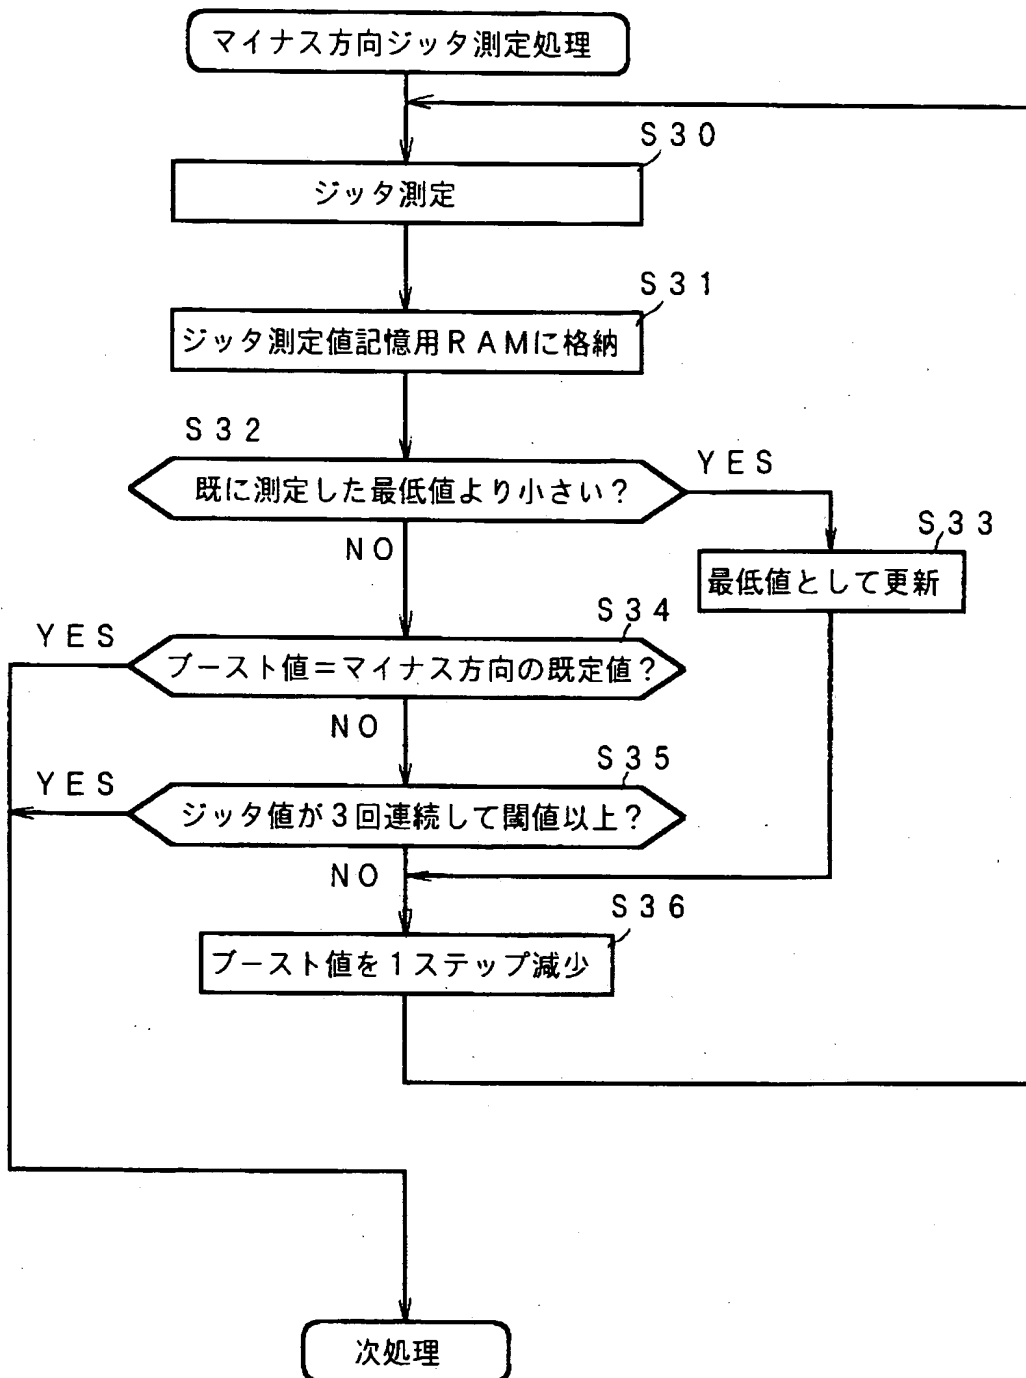 マイナス方向ジッタ測定処理
S30
ジッタ測定
S31
ジッタ測定値記憶用RAMに格納
S32
既に測定した最低値より小さい?
YES
NO
S33
最低値として更新
S34
YES
ブースト値=マイナス方向の既定値?
NO
S35
YES
ジッタ値が3回連続して閾値以上?
NO
S36
ブースト値を1ステップ減少
次処理